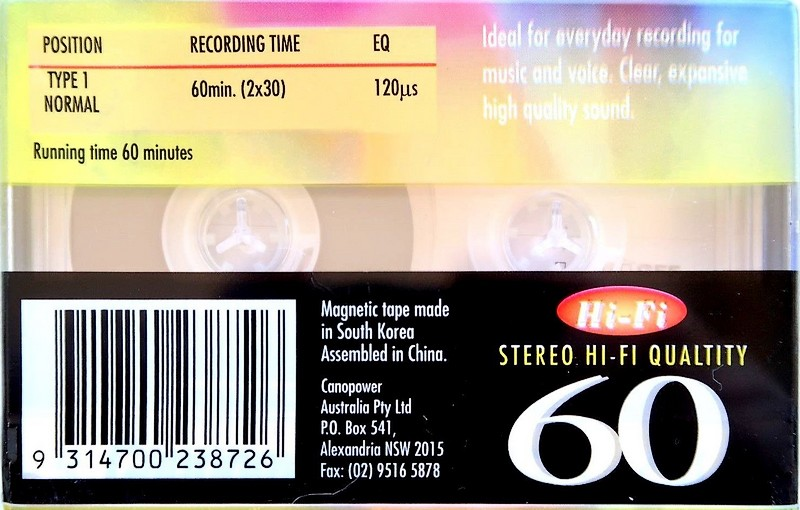 POSITION RECORDING TIME EQ
TYPE 1 60min. (2x30) 120µs
NORMAL
Running time 60 minutes
Ideal for everyday recording for
music and voice. Clear, expansive
high quality sound.
9 314700 238726
Magnetic tape made
in South Korea
Assembled in China.
Canopower
Australia Pty Ltd
P.O. Box 541,
Alexandria NSW 2015
Fax: (02) 9516 5878
Hi-Fi
STEREO HI-FI QUALTITY
60